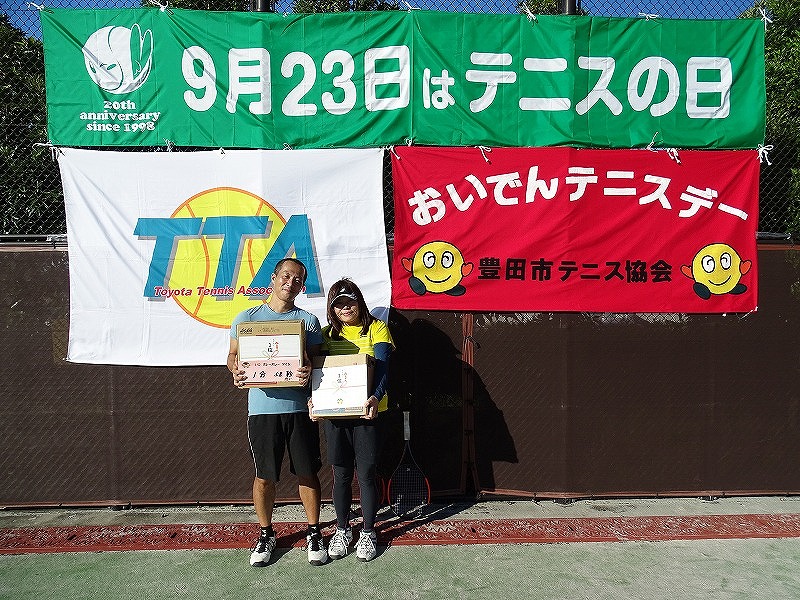 9月23日はテニスの日
20th
anniversary
since 1998
おいでんテニスデー
TTA
Toyota Tennis Asso
豊田市テニス協会